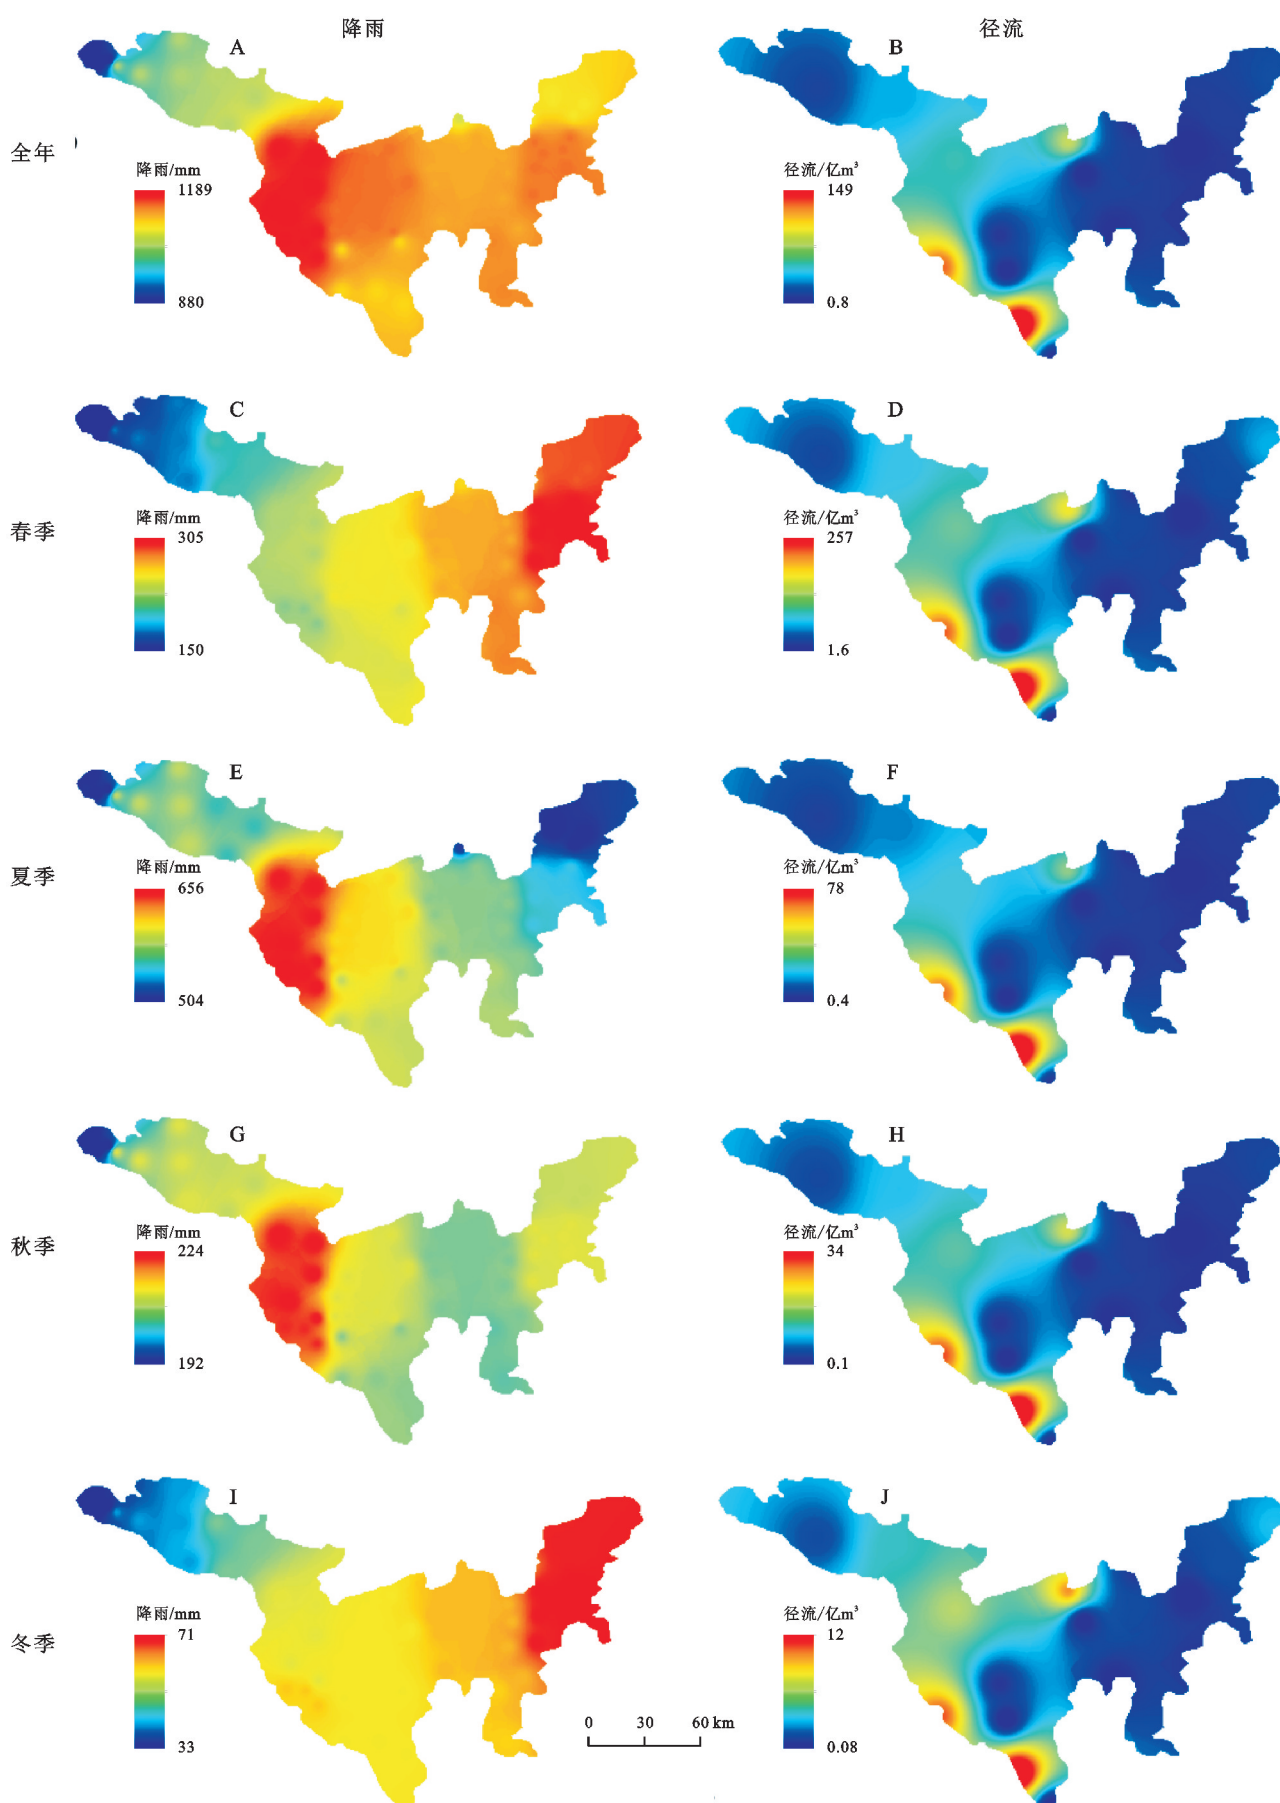 降雨
径流
全年
A
降雨/mm
1189
880
B
径流/亿m³
149
0.8
春季
C
降雨/mm
305
150
D
径流/亿m³
257
1.6
夏季
E
降雨/mm
656
504
F
径流/亿m³
78
0.4
秋季
G
降雨/mm
224
192
H
径流/亿m³
34
0.1
冬季
I
降雨/mm
71
33
0 30 60 km
J
径流/亿m³
12
0.08